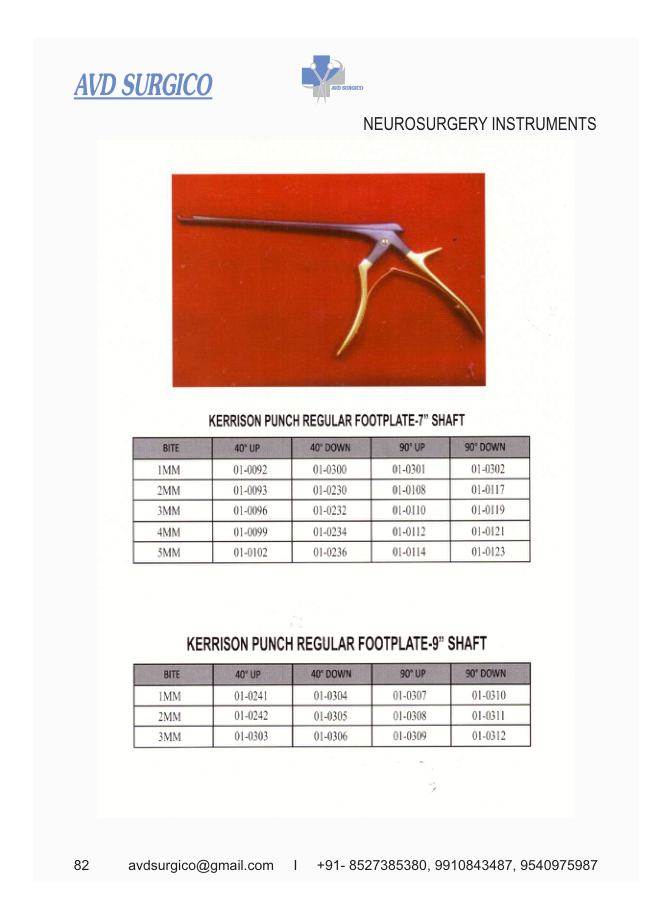 AVD SURGICO
AVD SURGICO
NEUROSURGERY INSTRUMENTS
KERRISON PUNCH REGULAR FOOTPLATE-7” SHAFT
BITE 40° UP 40° DOWN 90° UP 90° DOWN
1MM 01-0092 01-0300 01-0301 01-0302
2MM 01-0093 01-0230 01-0108 01-0117
3MM 01-0096 01-0232 01-0110 01-0119
4MM 01-0099 01-0234 01-0112 01-0121
5MM 01-0102 01-0236 01-0114 01-0123
KERRISON PUNCH REGULAR FOOTPLATE-9” SHAFT
BITE 40° UP 40° DOWN 90° UP 90° DOWN
1MM 01-0241 01-0304 01-0307 01-0310
2MM 01-0242 01-0305 01-0308 01-0311
3MM 01-0303 01-0306 01-0309 01-0312
82 avdsurgico@gmail.com I +91- 8527385380, 9910843487, 9540975987